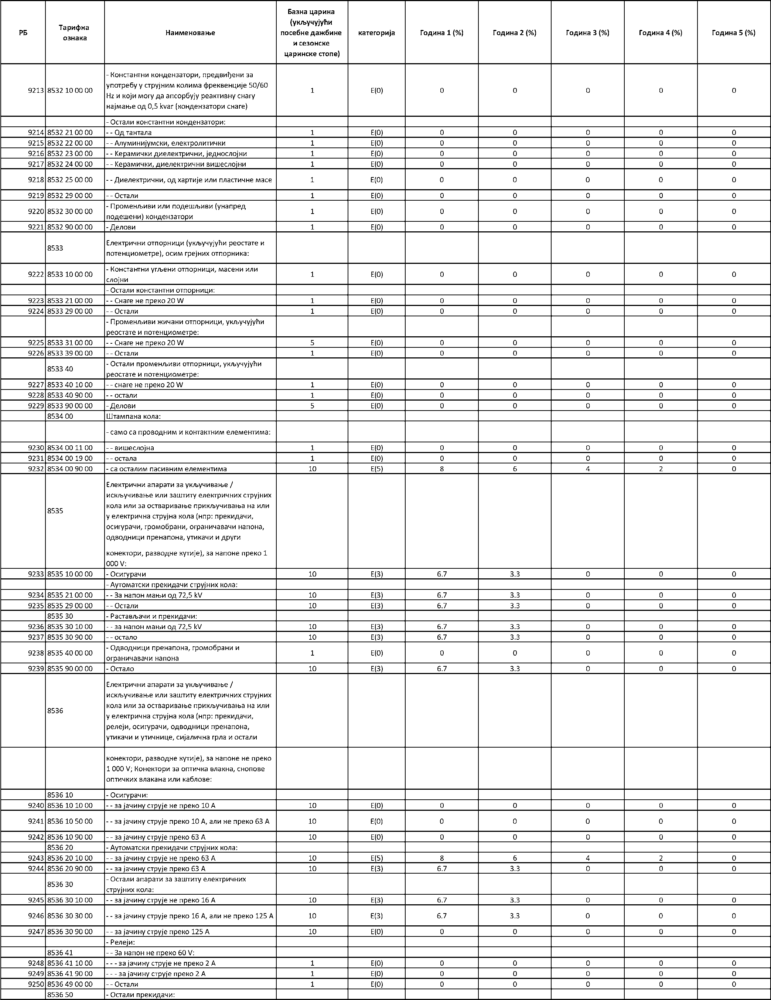 РБ Тарифна ознака Наименовање Базна царина (укључујући посебне дажбине и сезонске царинске стопе) категорија Година 1 (%) Година 2 (%) Година 3 (%) Година 4 (%) Година 5 (%)
9213 8532 10 00 00 - Константни кондензатори, предвиђени за употребу у струјним колима фреквенције 50/60 Hz и који могу да апсорбују реактивну снагу најмање од 0,5 kvar (кондензатори снаге) 1 E(0) 0 0 0 0 0
- Остали константни кондензатори:
9214 8532 21 00 00 - - Од тантала 1 E(0) 0 0 0 0 0
9215 8532 22 00 00 - - Алуминијумски, електролитички 1 E(0) 0 0 0 0 0
9216 8532 23 00 00 - - Керамички диелектрични, једнослојни 1 E(0) 0 0 0 0 0
9217 8532 24 00 00 - - Керамички, диелектрични вишеслојни 1 E(0) 0 0 0 0 0
9218 8532 25 00 00 - - Диелектрични, од хартије или пластичне масе 1 E(0) 0 0 0 0 0
9219 8532 29 00 00 - - Остали 1 E(0) 0 0 0 0 0
9220 8532 30 00 00 - Променљиви или подешљиви (унапред подешени) кондензатори 1 E(0) 0 0 0 0 0
9221 8532 90 00 00 - Делови 1 E(0) 0 0 0 0 0
8533 Електрични отпорници (укључујући реостате и потенциометре), осим грејних отпорника:
9222 8533 10 00 00 - Константни угљени отпорници, масени или слојни 1 E(0) 0 0 0 0 0
- Остали константни отпорници:
9223 8533 21 00 00 - - Снаге не преко 20 W 1 E(0) 0 0 0 0 0
9224 8533 29 00 00 - - Остали 1 E(0) 0 0 0 0 0
- Променљиви жичани отпорници, укључујући реостате и потенциометре:
9225 8533 31 00 00 - - Снаге не преко 20 W 5 E(0) 0 0 0 0 0
9226 8533 39 00 00 - - Остали 1 E(0) 0 0 0 0 0
8533 40 - Остали променљиви отпорници, укључујући реостате и потенциометре:
9227 8533 40 10 00 - - снаге не преко 20 W 1 E(0) 0 0 0 0 0
9228 8533 40 90 00 - - остали 1 E(0) 0 0 0 0 0
9229 8533 90 00 00 - Делови 5 E(0) 0 0 0 0 0
8534 00 Штампана кола:
- само са проводним и контактним елементима:
9230 8534 00 11 00 - - вишеслојна 1 E(0) 0 0 0 0 0
9231 8534 00 19 00 - - остала 1 E(0) 0 0 0 0 0
9232 8534 00 90 00 - са осталим пасивним елементима 10 E(5) 8 6 4 2 0
8535 Електрични апарати за укључивање / искључивање или заштиту електричних струјних кола или за остваривање прикључивања на или у електрична струјна кола (нпр: прекидачи, осигурачи, громобрани, ограничавачи напона, одводници пренапона, утикачи и други
конектори, разводне кутије), за напоне преко 1 000 V:
9233 8535 10 00 00 - Осигурачи 10 E(3) 6.7 3.3 0 0 0
- Аутоматски прекидачи струјних кола:
9234 8535 21 00 00 - - За напон мањи од 72,5 kV 10 E(3) 6.7 3.3 0 0 0
9235 8535 29 00 00 - - Остали 10 E(3) 6.7 3.3 0 0 0
8535 30 - Растављачи и прекидачи:
9236 8535 30 10 00 - - за напон мањи од 72,5 kV 10 E(3) 6.7 3.3 0 0 0
9237 8535 30 90 00 - - остало 10 E(3) 6.7 3.3 0 0 0
9238 8535 40 00 00 - Одводници пренапона, громобрани и ограничавачи напона 1 E(0) 0 0 0 0 0
9239 8535 90 00 00 - Остало 10 E(3) 6.7 3.3 0 0 0
8536 Електрични апарати за укључивање / искључивање или заштиту електричних струјних кола или за остваривање прикључивања на или у електрична струјна кола (нпр: прекидачи, релеји, осигурачи, одводници пренапона, утикачи и утичнице, сијалична грла и остали
конектори, разводне кутије), за напоне не преко 1 000 V; Конектори за оптичка влакна, снопове оптичких влакана или каблове:
8536 10 - Осигурачи:
9240 8536 10 10 00 - - за јачину струје не преко 10 A 10 E(0) 0 0 0 0 0
9241 8536 10 50 00 - - за јачину струје преко 10 A, али не преко 63 A 10 E(0) 0 0 0 0 0
9242 8536 10 90 00 - - за јачину струје преко 63 A 10 E(0) 0 0 0 0 0
8536 20 - Аутоматски прекидачи струјних кола:
9243 8536 20 10 00 - - за јачину струје не преко 63 A 10 E(5) 8 6 4 2 0
9244 8536 20 90 00 - - за јачину струје преко 63 A 10 E(3) 6.7 3.3 0 0 0
8536 30 - Остали апарати за заштиту електричних струјних кола:
9245 8536 30 10 00 - - за јачину струје не преко 16 A 10 E(3) 6.7 3.3 0 0 0
9246 8536 30 30 00 - - за јачину струје преко 16 A, али не преко 125 A 10 E(3) 6.7 3.3 0 0 0
9247 8536 30 90 00 - - за јачину струје преко 125 A 10 E(0) 0 0 0 0 0
- Релеји:
8536 41 - - За напон не преко 60 V:
9248 8536 41 10 00 - - - за јачину струје не преко 2 A 1 E(0) 0 0 0 0 0
9249 8536 41 90 00 - - - за јачину струје преко 2 A 1 E(0) 0 0 0 0 0
9250 8536 49 00 00 - - Остали 1 E(0) 0 0 0 0 0
8536 50 - Остали прекидачи: